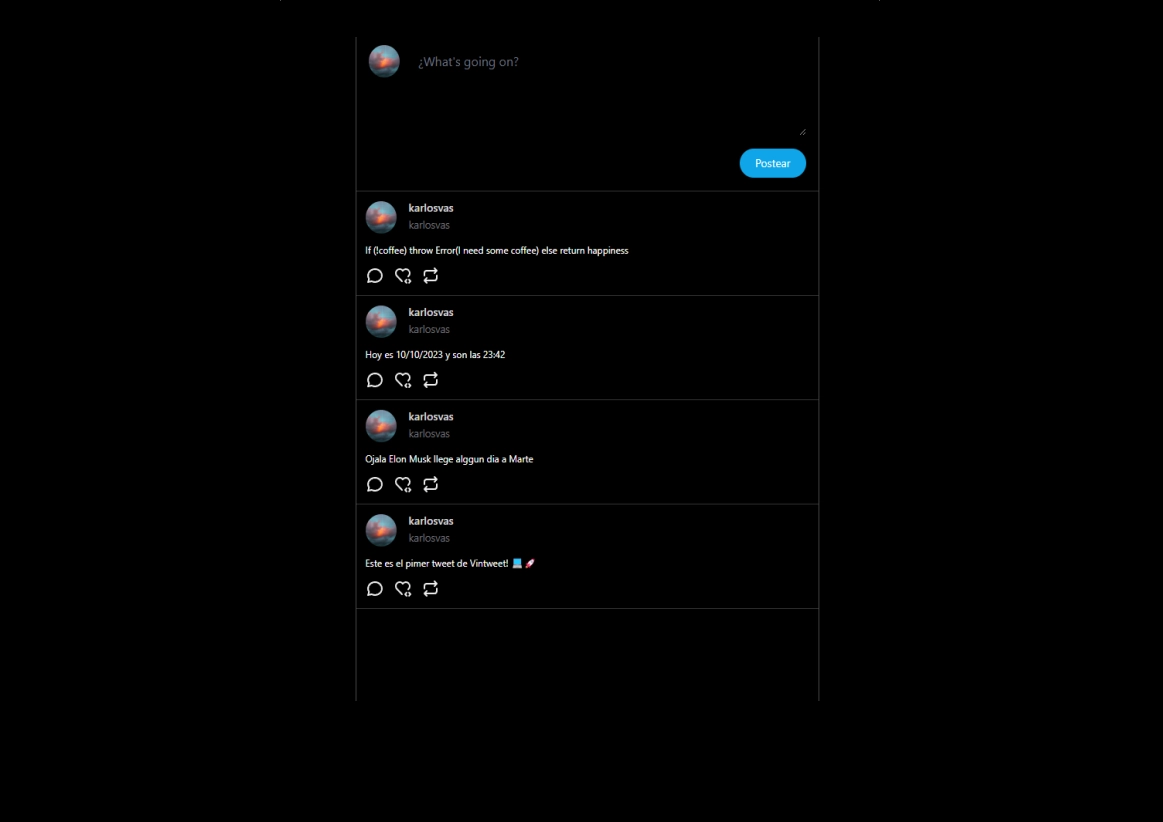 ¿What's going on?
Postear
karlosvas
karlosvas
If (!coffee) throw Error(I need some coffee) else return happiness
karlosvas
karlosvas
Hoy es 10/10/2023 y son las 23:42
karlosvas
karlosvas
Ojala Elon Musk llege alggun dia a Marte
karlosvas
karlosvas
Este es el pimer tweet de Vintweet! 💻🚀